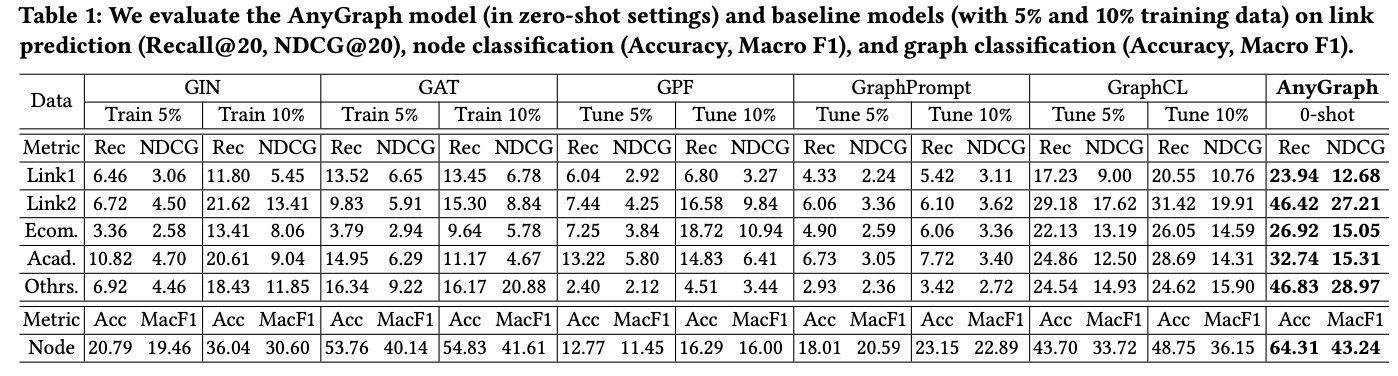 Table 1: We evaluate the AnyGraph model (in zero-shot settings) and baseline models (with 5% and 10% training data) on link
prediction (Recall@20, NDCG@20), node classification (Accuracy, Macro F1), and graph classification (Accuracy, Macro F1).
Data GIN GAT GPF GraphPrompt GraphCL AnyGraph
Train 5% Train 10% Train 5% Train 10% Tune 5% Tune 10% Tune 5% Tune 10% Tune 5% Tune 10% 0-shot
Metric Rec NDCG Rec NDCG Rec NDCG Rec NDCG Rec NDCG Rec NDCG Rec NDCG Rec NDCG Rec NDCG Rec NDCG Rec NDCG
Link1 6.46 3.06 11.80 5.45 13.52 6.65 13.45 6.78 6.04 2.92 6.80 3.27 4.33 2.24 5.42 3.11 17.23 9.00 20.55 10.76 23.94 12.68
Link2 6.72 4.50 21.62 13.41 9.83 5.91 15.30 8.84 7.44 4.25 16.58 9.84 6.06 3.36 6.10 3.62 29.18 17.62 31.42 19.91 46.42 27.21
Ecom. 3.36 2.58 13.41 8.06 3.79 2.94 9.64 5.78 7.25 3.84 18.72 10.94 4.90 2.59 6.06 3.36 22.13 13.19 26.05 14.59 26.92 15.05
Acad. 10.82 4.70 20.61 9.04 14.95 6.29 11.17 4.67 13.22 5.80 14.83 6.41 6.73 3.05 7.72 3.40 24.86 12.50 28.69 14.31 32.74 15.31
Othrs. 6.92 4.46 18.43 11.85 16.34 9.22 16.17 20.88 2.40 2.12 4.51 3.44 2.93 2.36 3.42 2.72 24.54 14.93 24.62 15.90 46.83 28.97
Metric Acc MacF1 Acc MacF1 Acc MacF1 Acc MacF1 Acc MacF1 Acc MacF1 Acc MacF1 Acc MacF1 Acc MacF1 Acc MacF1 Acc MacF1
Node 20.79 19.46 36.04 30.60 53.76 40.14 54.83 41.61 12.77 11.45 16.29 16.00 18.01 20.59 23.15 22.89 43.70 33.72 48.75 36.15 64.31 43.24